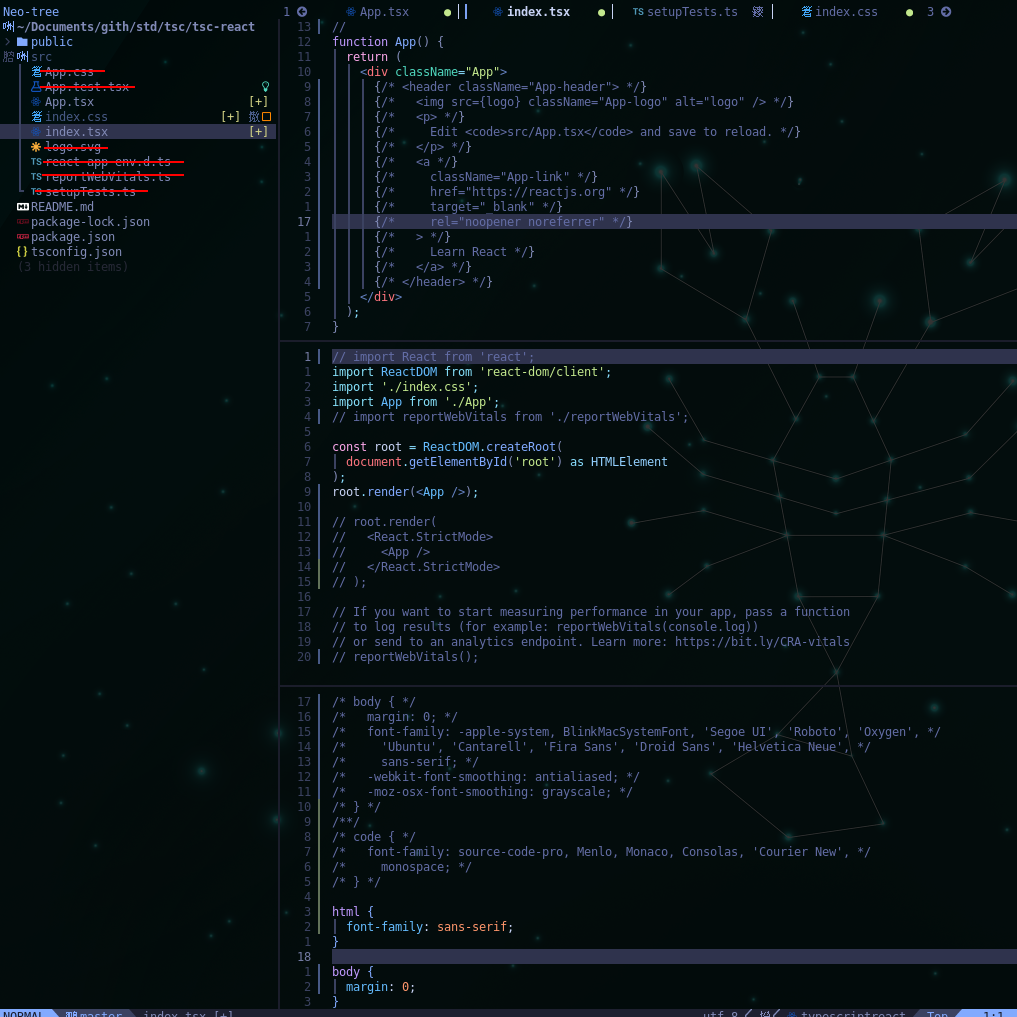 Neo-tree
~/Documents/gith/std/tsc/tsc-react
public
src
App.css
App.test.tsx
App.tsx [+]
index.css [+]
index.tsx [+]
logo.svg
TS react-app-env.d.ts
TS reportWebVitals.ts
TS setupTests.ts
README.md
package-lock.json
package.json
{} tsconfig.json
(3 hidden items)
1 App.tsx index.tsx TS setupTests.ts index.css 3
13 //
12 function App() {
11 return (
10 <div className="App">
9 {/* <header className="App-header"> */}
8 {/*   <img src={logo} className="App-logo" alt="logo" /> */}
7 {/*   <p> */}
6 {/*     Edit <code>src/App.tsx</code> and save to reload. */}
5 {/*   </p> */}
4 {/*   <a */}
3 {/*     className="App-link" */}
2 {/*     href="https://reactjs.org" */}
1 {/*     target="_blank" */}
17 {/*     rel="noopener noreferrer" */}
1 {/*   > */}
2 {/*     Learn React */}
3 {/*   </a> */}
4 {/* </header> */}
5 </div>
6 );
7 }
1 // import React from 'react';
1 import ReactDOM from 'react-dom/client';
2 import './index.css';
3 import App from './App';
4 // import reportWebVitals from './reportWebVitals';
5
6 const root = ReactDOM.createRoot(
7 document.getElementById('root') as HTMLElement
8 );
9 root.render(<App />);
10
11 // root.render(
12 //   <React.StrictMode>
13 //     <App />
14 //   </React.StrictMode>
15 // );
16
17 // If you want to start measuring performance in your app, pass a function
18 // to log results (for example: reportWebVitals(console.log))
19 // or send to an analytics endpoint. Learn more: https://bit.ly/CRA-vitals
20 // reportWebVitals();
17 /* body { */
16 /*   margin: 0; */
15 /*   font-family: -apple-system, BlinkMacSystemFont, 'Segoe UI', 'Roboto', 'Oxygen', */
14 /*     'Ubuntu', 'Cantarell', 'Fira Sans', 'Droid Sans', 'Helvetica Neue', */
13 /*     sans-serif; */
12 /*   -webkit-font-smoothing: antialiased; */
11 /*   -moz-osx-font-smoothing: grayscale; */
10 /* } */
9 /**/
8 /* code { */
7 /*   font-family: source-code-pro, Menlo, Monaco, Consolas, 'Courier New', */
6 /*     monospace; */
5 /* } */
4
3 html {
2 font-family: sans-serif;
1 }
18
1 body {
2 margin: 0;
3 }
NORMAL master index.tsx [+] utf-8 typescriptreact Top 1:1